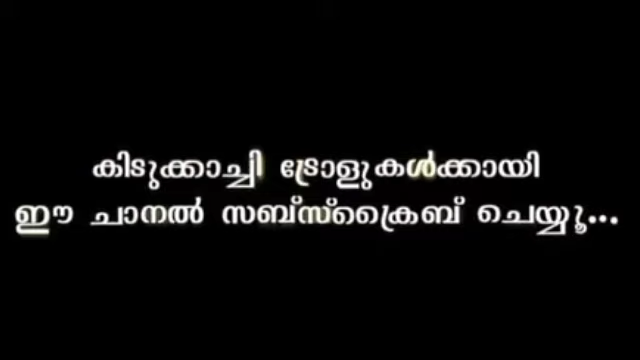 കിടുക്കാച്ചി ട്രോളുകൾക്കായി
ഈ ചാനൽ സബ്സ്ക്രൈബ് ചെയ്യൂ...